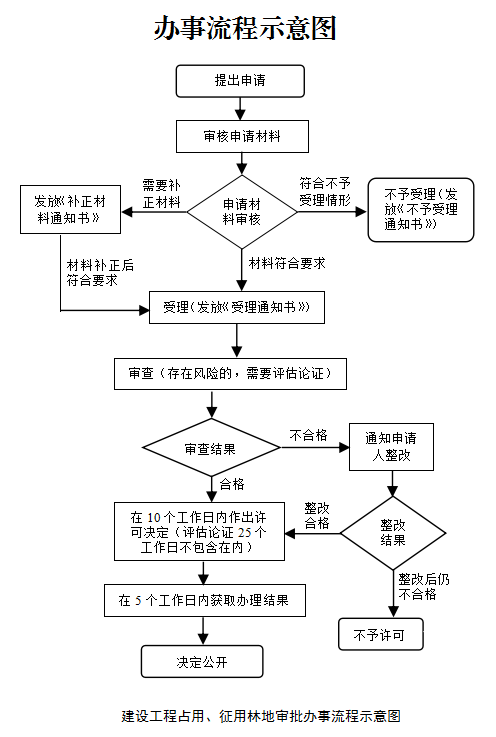 办事流程示意图
提出申请
审核申请材料
需要补
正材料
符合不予
受理情形
发放《补正材
料通知书》
申请材
料审核
不予受理（发
放《不予受理
通知书》）
材料补正后
符合要求
材料符合要求
受理（发放《受理通知书》）
审查（存在风险的，需要评估论证）
审查结果
不合格
通知申请
人整改
合格
在 10 个工作日内作出许
可决定（评估论证 25 个
工作日不包含在内）
整改
合格
整改
结果
整改后仍
不合格
在 5 个工作日内获取办理结果
不予许可
决定公开
建设工程占用、征用林地审批办事流程示意图